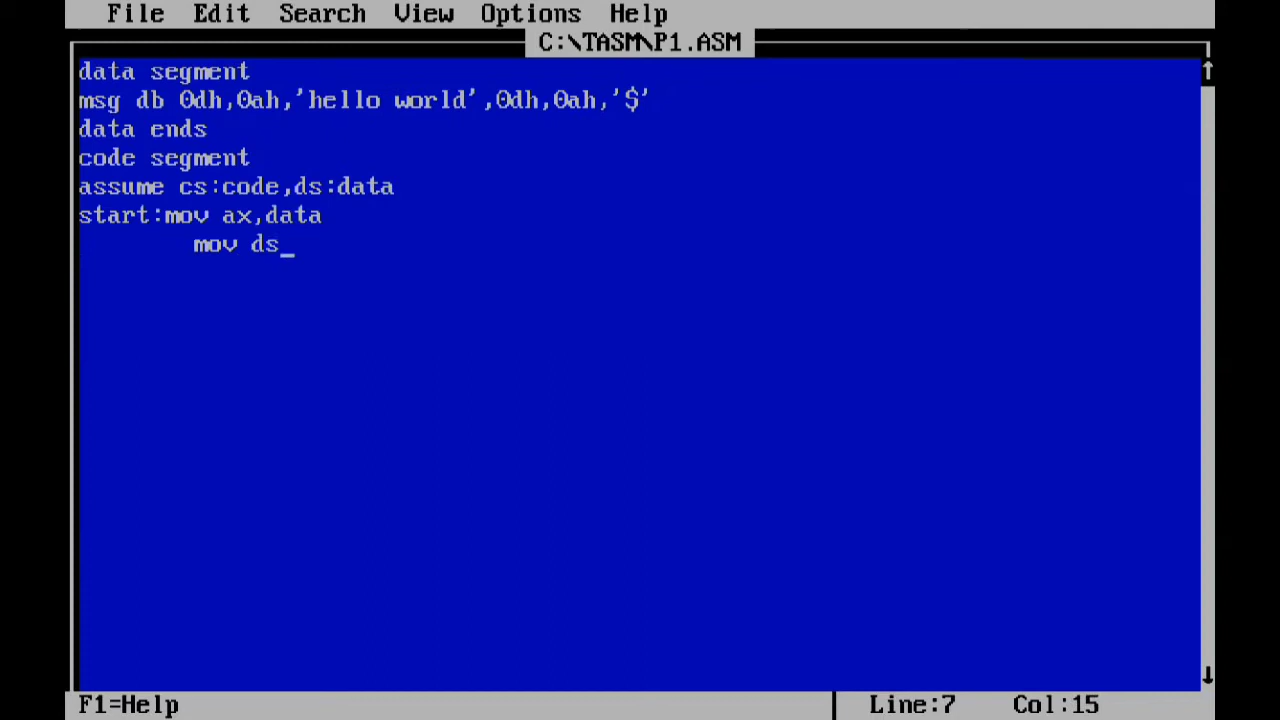 File Edit Search View Options Help
C:\TASM\P1.ASM
data segment
msg db 0dh,0ah,'hello world',0dh,0ah,'$'
data ends
code segment
assume cs:code,ds:data
start:mov ax,data
mov ds_
F1=Help Line:7 Col:15